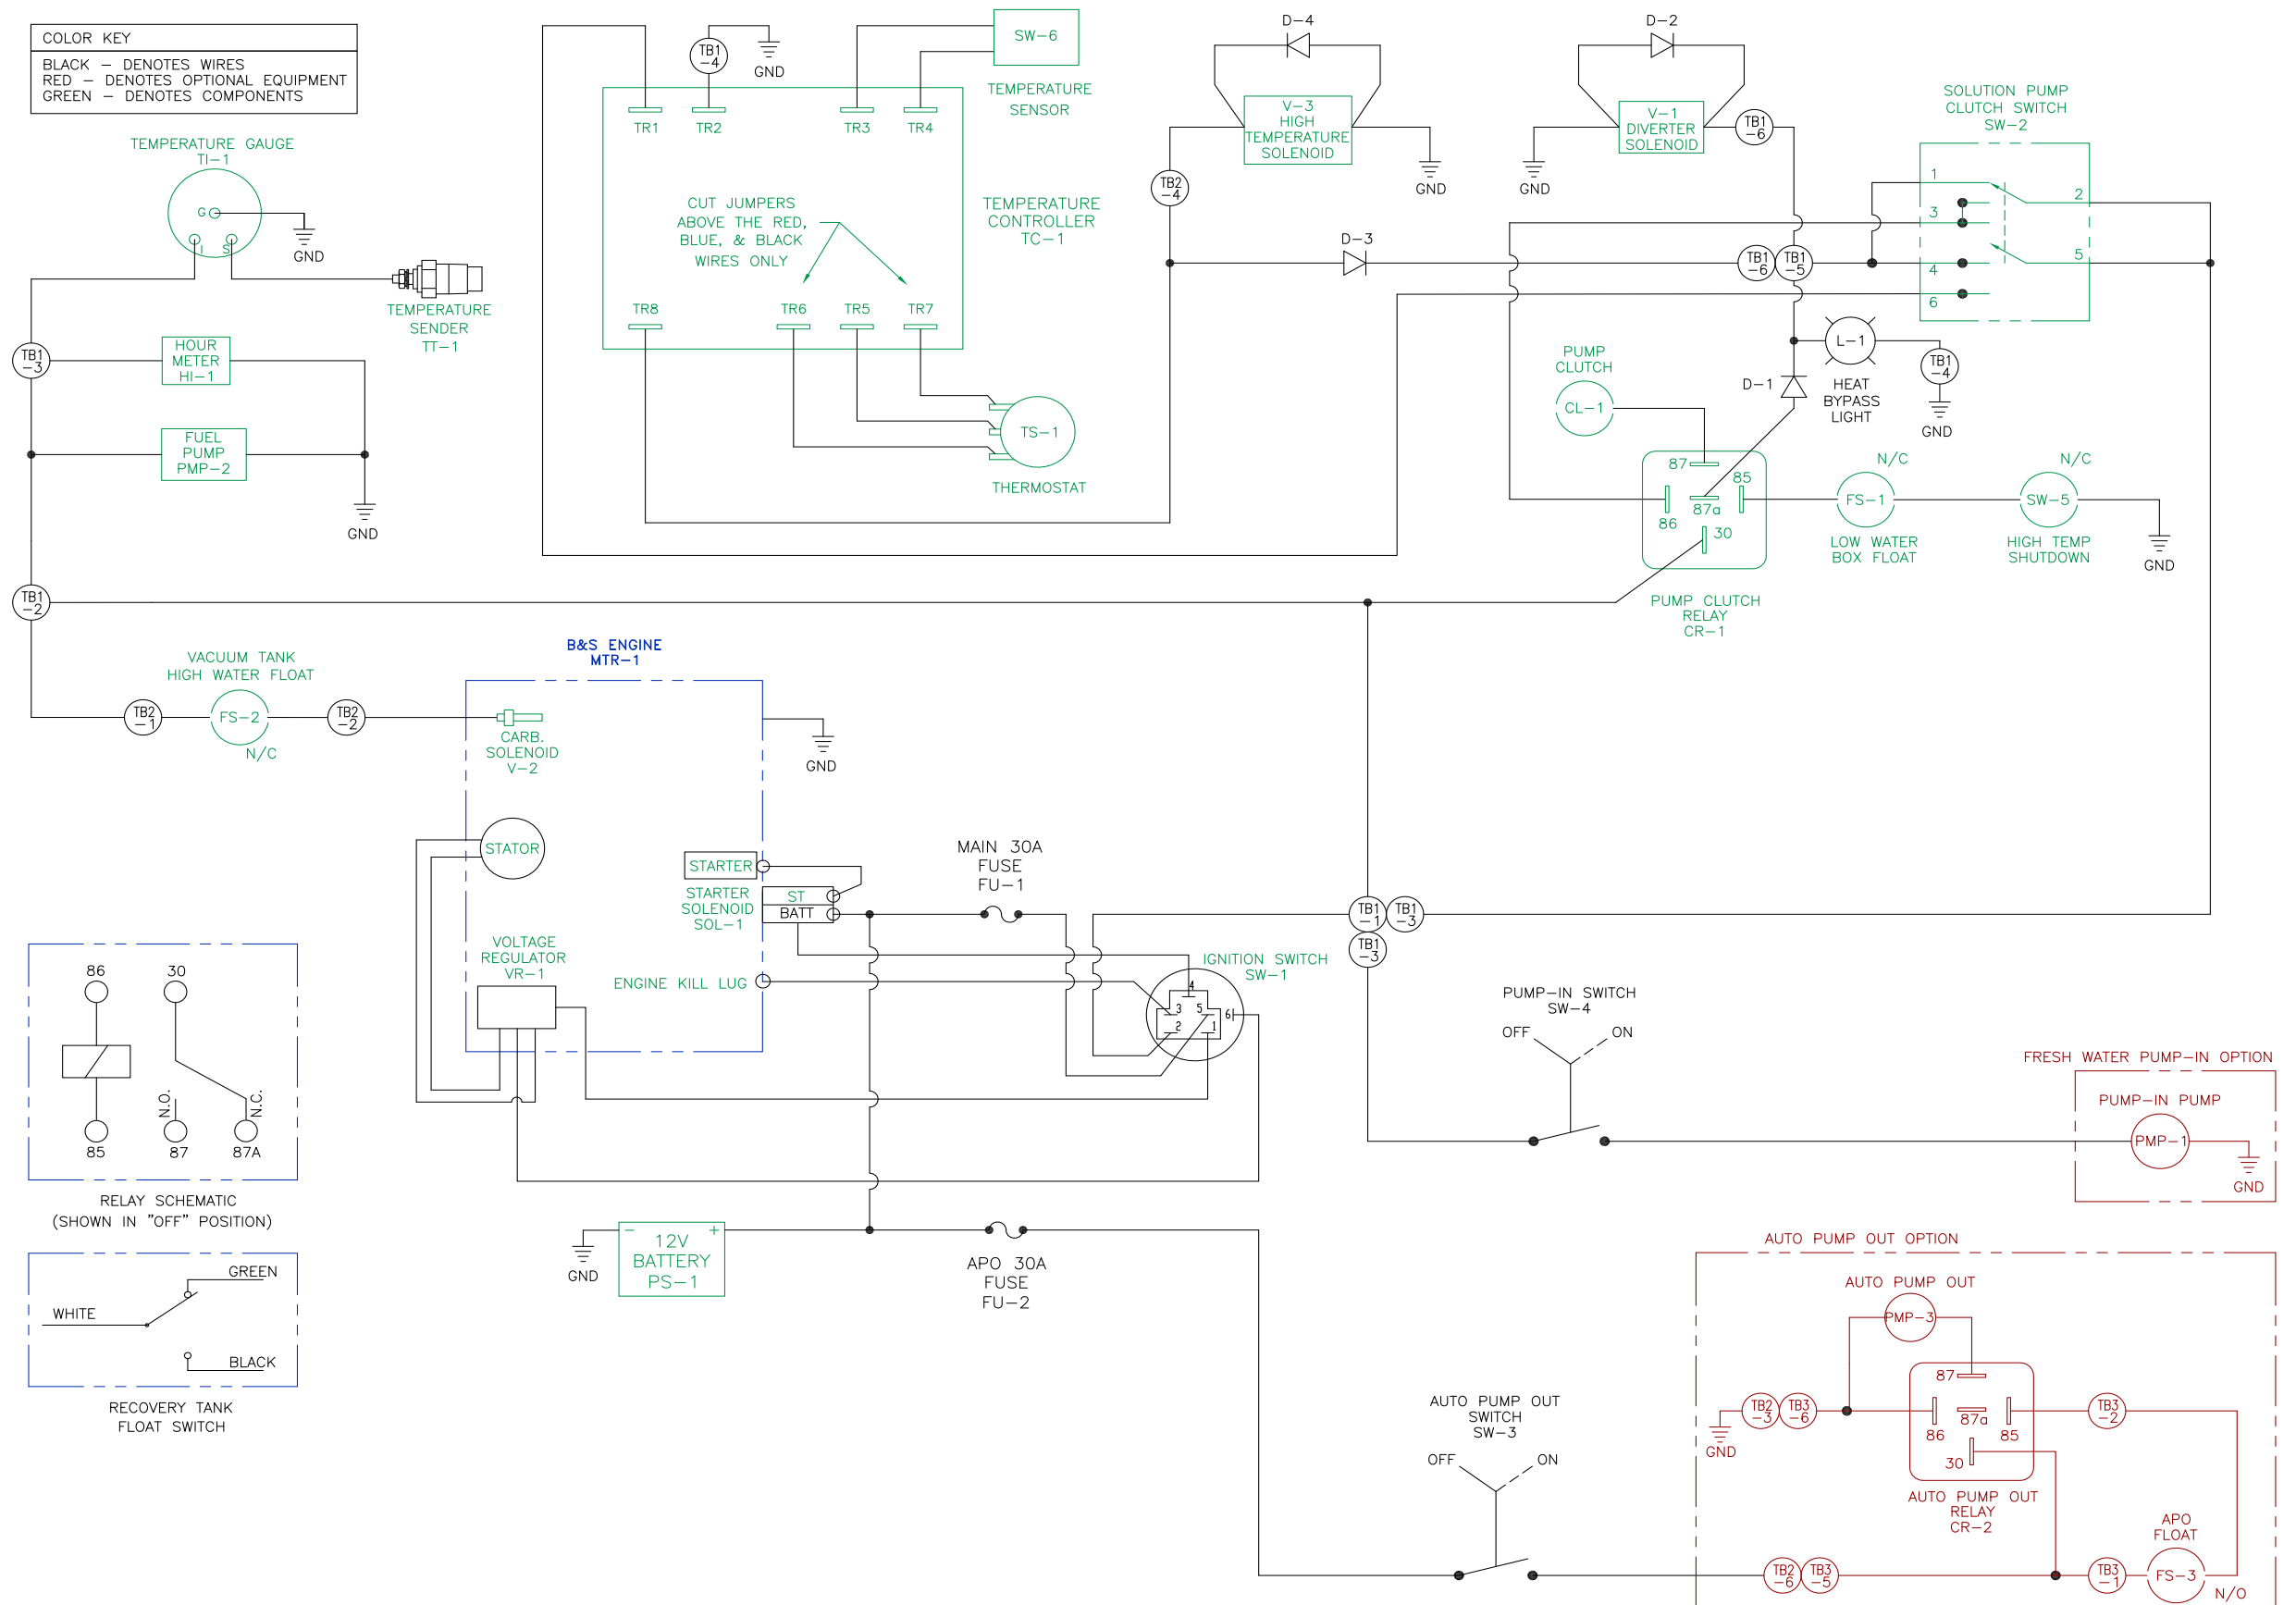 COLOR KEY
BLACK – DENOTES WIRES
RED – DENOTES OPTIONAL EQUIPMENT
GREEN – DENOTES COMPONENTS
TEMPERATURE GAUGE
TI-1
G
I
S
GND
TEMPERATURE
SENDER
TT-1
TB1
-3
HOUR
METER
HI-1
FUEL
PUMP
PMP-2
GND
TB1
-2
TB1
-4
GND
SW-6
TEMPERATURE
SENSOR
TR1
TR2
TR3
TR4
CUT JUMPERS
ABOVE THE RED,
BLUE, & BLACK
WIRES ONLY
TEMPERATURE
CONTROLLER
TC-1
TR8
TR6
TR5
TR7
TS-1
THERMOSTAT
D-4
V-3
HIGH
TEMPERATURE
SOLENOID
GND
TB2
-4
D-3
D-2
V-1
DIVERTER
SOLENOID
GND
TB1
-6
SOLUTION PUMP
CLUTCH SWITCH
SW-2
1
2
3
4
5
6
TB1
-6
TB1
-5
L-1
HEAT
BYPASS
LIGHT
TB1
-4
GND
D-1
PUMP
CLUTCH
CL-1
87
85
87a
86
30
PUMP CLUTCH
RELAY
CR-1
N/C
FS-1
LOW WATER
BOX FLOAT
N/C
SW-5
HIGH TEMP
SHUTDOWN
GND
VACUUM TANK
HIGH WATER FLOAT
TB2
-1
FS-2
N/C
TB2
-2
B&S ENGINE
MTR-1
CARB.
SOLENOID
V-2
GND
STATOR
STARTER
STARTER
SOLENOID
SOL-1
ST
BATT
VOLTAGE
REGULATOR
VR-1
ENGINE KILL LUG
MAIN 30A
FUSE
FU-1
IGNITION SWITCH
SW-1
4
3
5
2
1
6
TB1
-1
TB1
-3
TB1
-3
PUMP-IN SWITCH
SW-4
OFF
ON
FRESH WATER PUMP-IN OPTION
PUMP-IN PUMP
PMP-1
GND
86
30
N.O.
N.C.
85
87
87A
RELAY SCHEMATIC
(SHOWN IN "OFF" POSITION)
GREEN
WHITE
BLACK
RECOVERY TANK
FLOAT SWITCH
GND
–
+
12V
BATTERY
PS-1
APO 30A
FUSE
FU-2
AUTO PUMP OUT
SWITCH
SW-3
OFF
ON
AUTO PUMP OUT OPTION
AUTO PUMP OUT
PMP-3
87
86
87a
85
30
GND
TB2
-3
TB3
-6
TB3
-2
AUTO PUMP OUT
RELAY
CR-2
TB2
-6
TB3
-5
TB3
-1
APO
FLOAT
FS-3
N/O